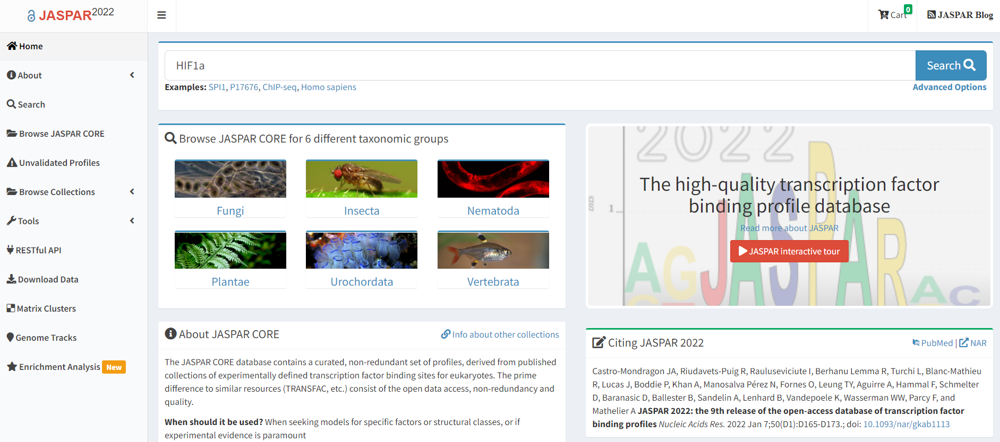 JASPAR2022
Cart 0
JASPAR Blog
Home
About
Search
Browse JASPAR CORE
Unvalidated Profiles
Browse Collections
Tools
RESTful API
Download Data
Matrix Clusters
Genome Tracks
Enrichment Analysis New
HIF1a
Search
Examples: SPI1, P17676, ChIP-seq, Homo sapiens
Advanced Options
Browse JASPAR CORE for 6 different taxonomic groups
Fungi
Insecta
Nematoda
Plantae
Urochordata
Vertebrata
2022
bits
1
AGJASPAR
The high-quality transcription factor
binding profile database
Read more about JASPAR
JASPAR interactive tour
About JASPAR CORE
Info about other collections
The JASPAR CORE database contains a curated, non-redundant set of profiles, derived from published
collections of experimentally defined transcription factor binding sites for eukaryotes. The prime
difference to similar resources (TRANSFAC, etc.) consist of the open data access, non-redundancy and
quality.
When should it be used? When seeking models for specific factors or structural classes, or if
experimental evidence is paramount
Citing JASPAR 2022
PubMed | NAR
Castro-Mondragon JA, Riudavets-Puig R, Rauluseviciute I, Berhanu Lemma R, Turchi L, Blanc-Mathieu
R, Lucas J, Boddie P, Khan A, Manosalva Pérez N, Fornes O, Leung TY, Aguirre A, Hammal F, Schmelter
D, Baranasic D, Ballester B, Sandelin A, Lenhard B, Vandepoele K, Wasserman WW, Parcy F, and
Mathelier A JASPAR 2022: the 9th release of the open-access database of transcription factor
binding profiles Nucleic Acids Res. 2022 Jan 7;50(D1):D165-D173.; doi: 10.1093/nar/gkab1113